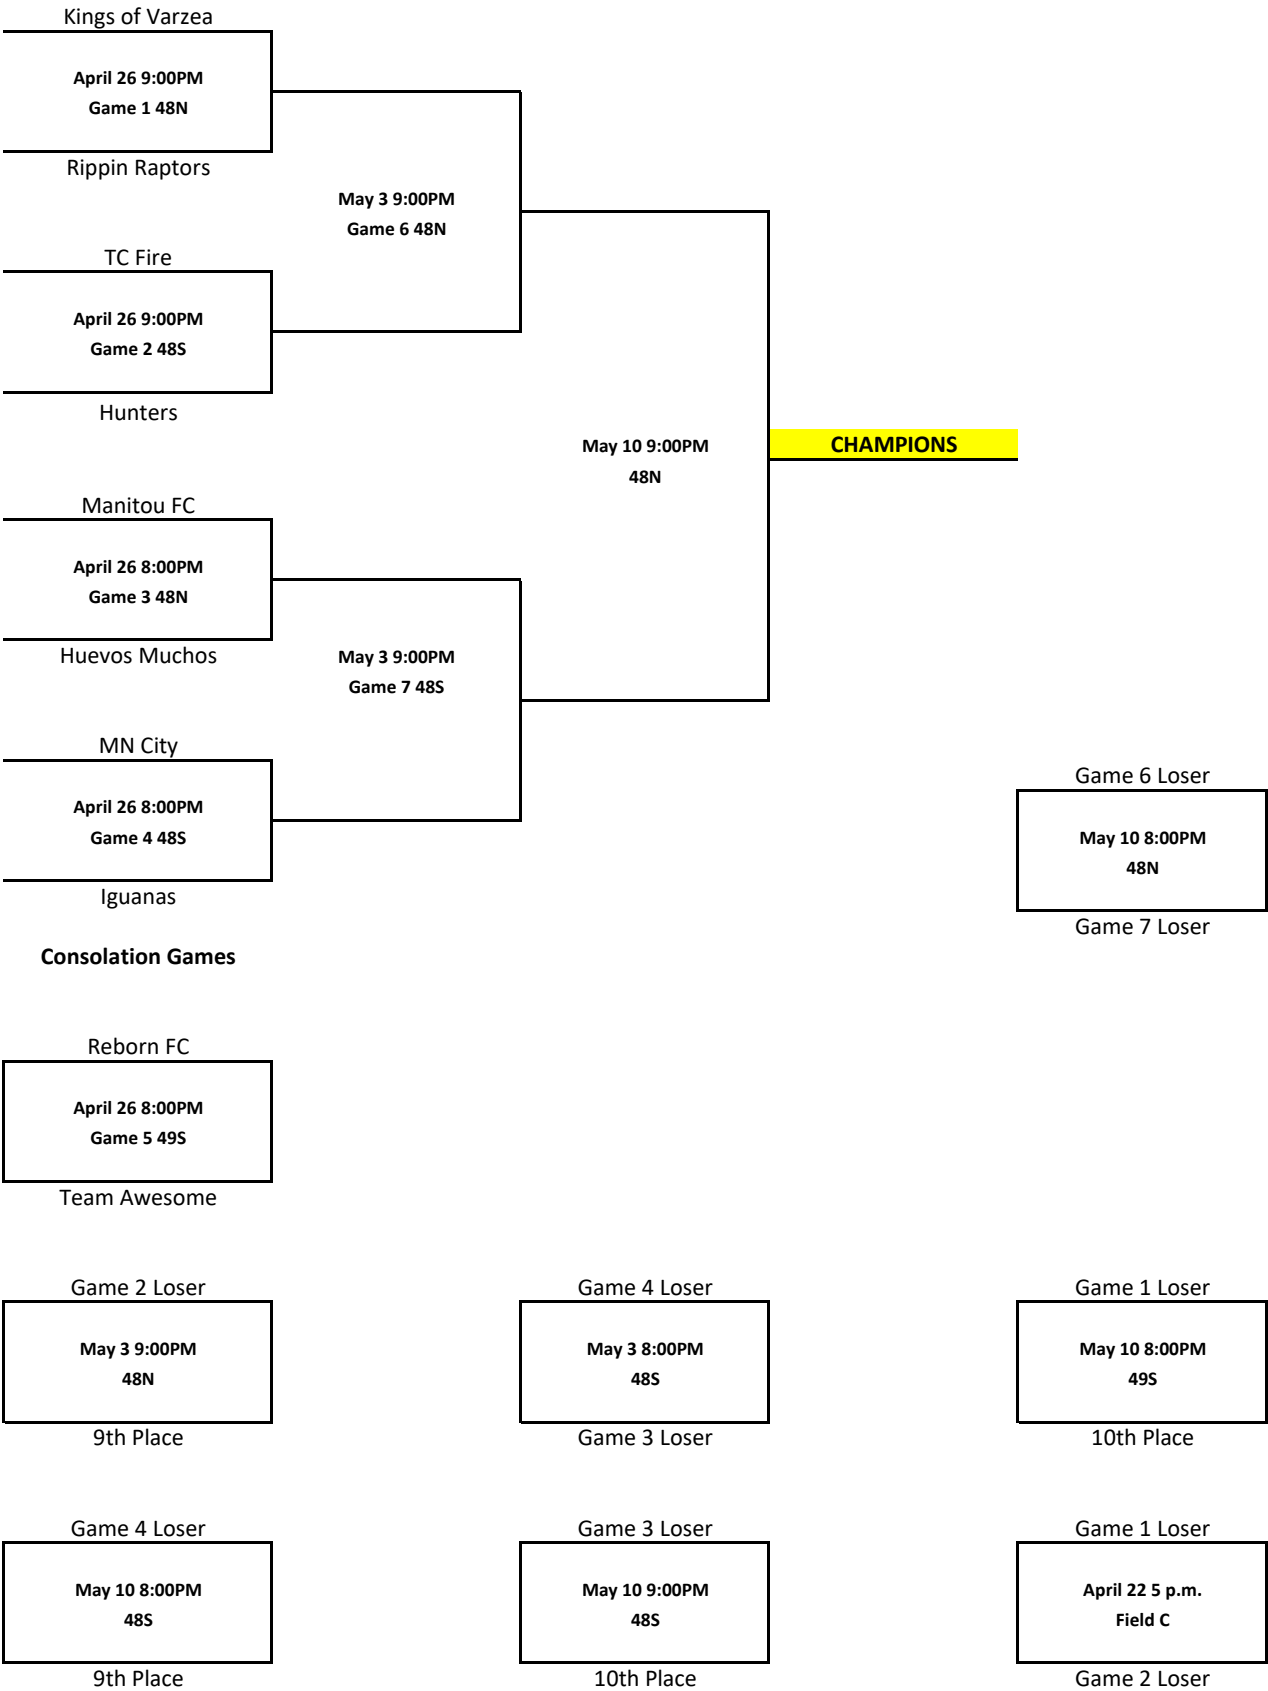 Kings of Varzea
April 26 9:00PM
Game 1 48N
Rippin Raptors
May 3 9:00PM
Game 6 48N
TC Fire
April 26 9:00PM
Game 2 48S
Hunters
May 10 9:00PM
48N
CHAMPIONS
Manitou FC
April 26 8:00PM
Game 3 48N
Huevos Muchos
May 3 9:00PM
Game 7 48S
MN City
April 26 8:00PM
Game 4 48S
Iguanas
Game 6 Loser
May 10 8:00PM
48N
Game 7 Loser
Consolation Games
Reborn FC
April 26 8:00PM
Game 5 49S
Team Awesome
Game 2 Loser
May 3 9:00PM
48N
9th Place
Game 4 Loser
May 3 8:00PM
48S
Game 3 Loser
Game 1 Loser
May 10 8:00PM
49S
10th Place
Game 4 Loser
May 10 8:00PM
48S
9th Place
Game 3 Loser
May 10 9:00PM
48S
10th Place
Game 1 Loser
April 22 5 p.m.
Field C
Game 2 Loser